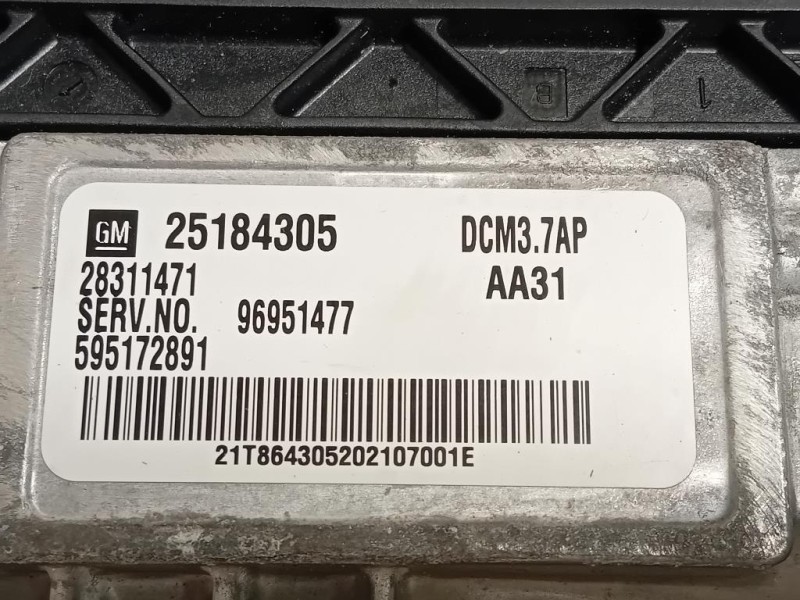 GM 25184305 DCM3.7AP
28311471 AA31
SERV.NO. 96951477
595172891
21T864305202107001E